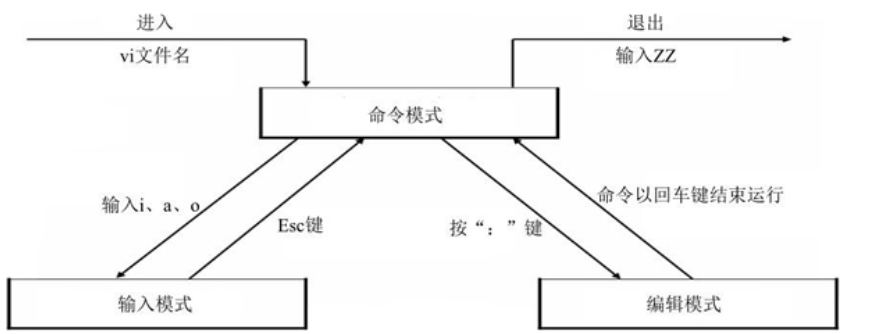 进入
退出
vi文件名
输入ZZ
命令模式
输入i、a、o
Esc键
按“：”键
命令以回车键结束运行
输入模式
编辑模式